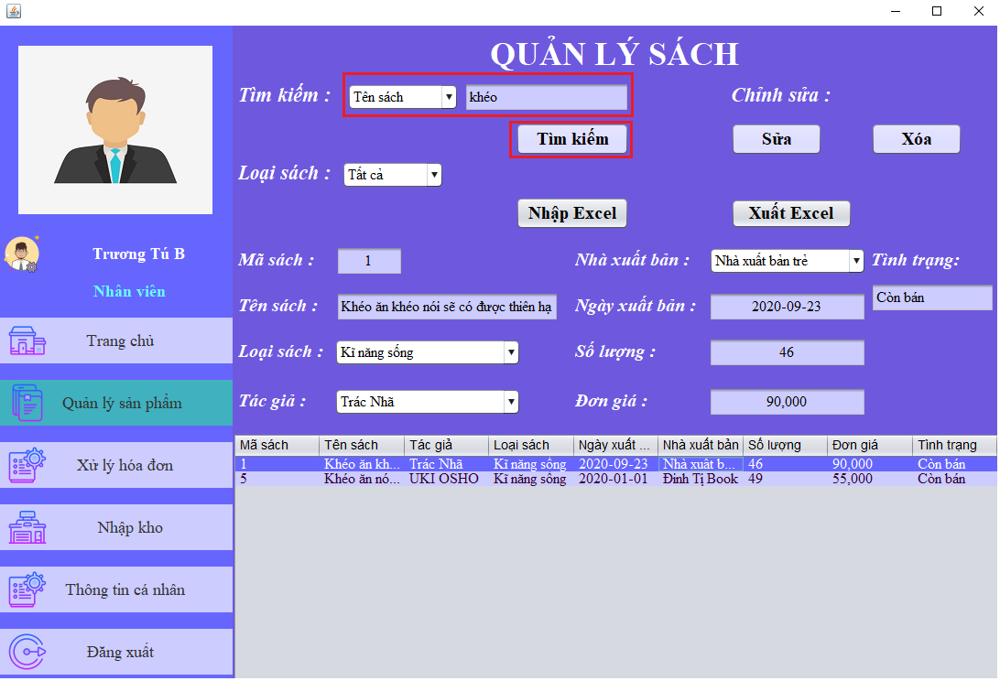 QUẢN LÝ SÁCH
Tìm kiếm : Tên sách khéo Chỉnh sửa :
Tìm kiếm Sửa Xóa
Loại sách : Tất cả
Nhập Excel Xuất Excel
Trương Tú B
Nhân viên
Trang chủ
Quản lý sản phẩm
Xử lý hóa đơn
Nhập kho
Thông tin cá nhân
Đăng xuất
Mã sách : 1 Nhà xuất bản : Nhà xuất bản trẻ Tình trạng:
Tên sách : Khéo ăn khéo nói sẽ có được thiên hạ Ngày xuất bản : 2020-09-23 Còn bán
Loại sách : Kĩ năng sống Số lượng : 46
Tác giả : Trác Nhã Đơn giá : 90,000
Mã sách Tên sách Tác giả Loại sách Ngày xuất ... Nhà xuất bản Số lượng Đơn giá Tình trạng
1 Khéo ăn kh... Trác Nhã Kĩ năng sống 2020-09-23 Nhà xuất b... 46 90,000 Còn bán
5 Khéo ăn nó... UKI OSHO Kĩ năng sống 2020-01-01 Đinh Tị Book 49 55,000 Còn bán